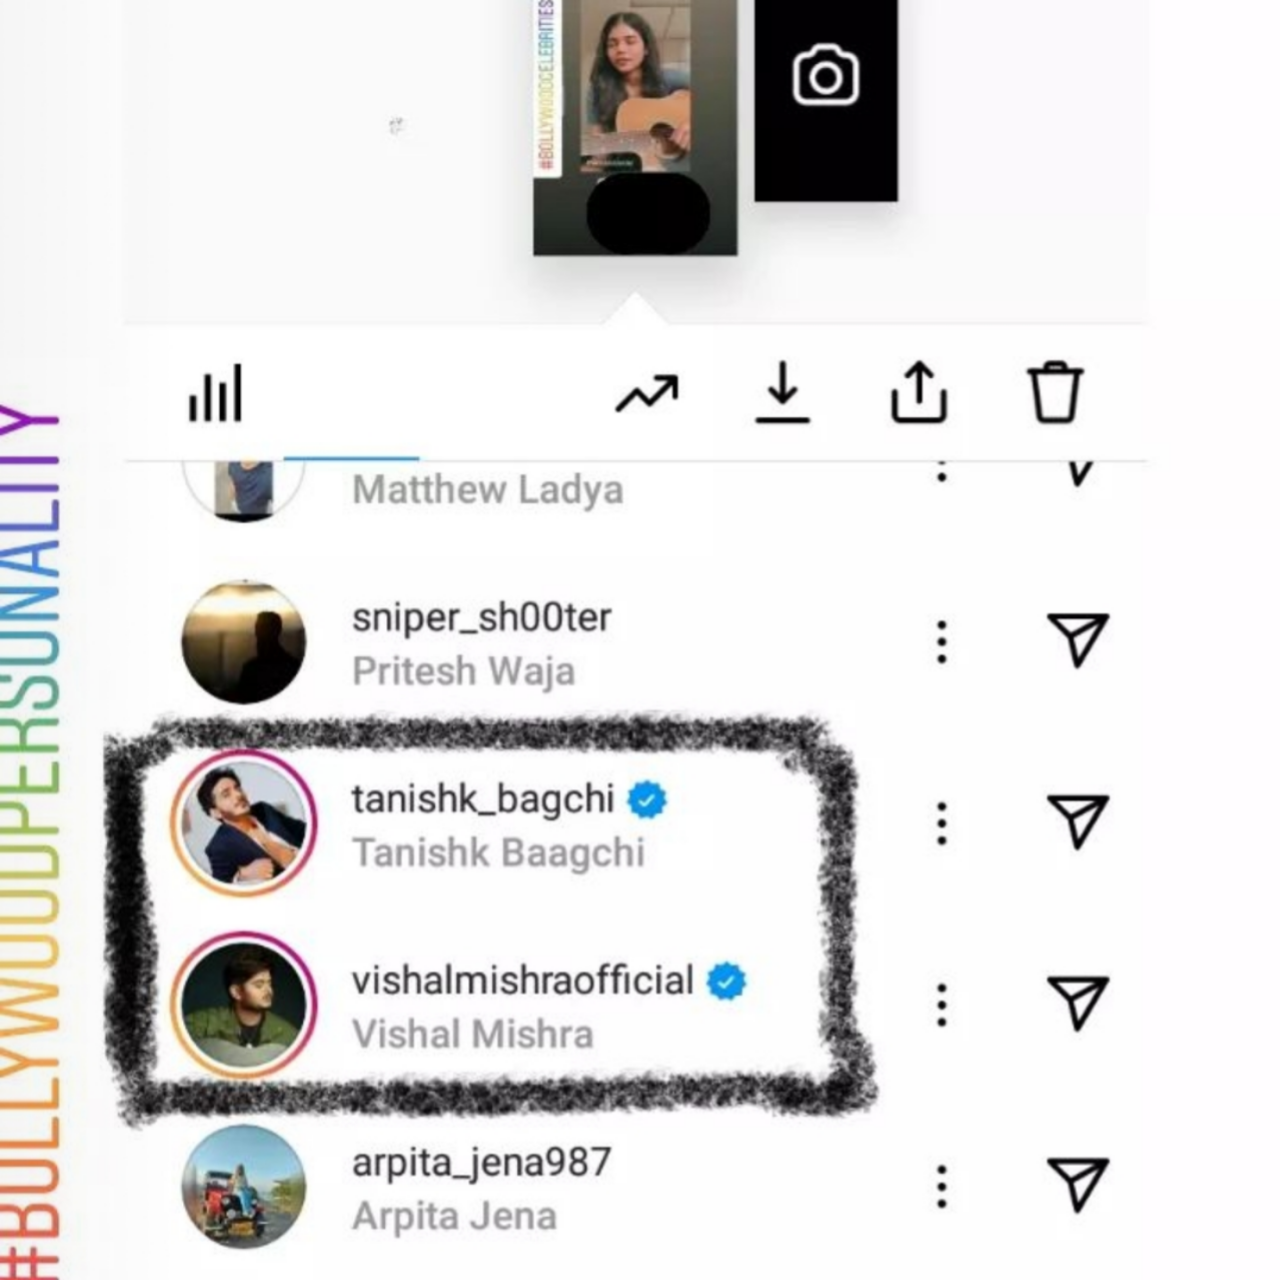 #BOLLYWOODCELEBRITIES
#BOLLYWOODPERSONALITY
Matthew Ladya
sniper_sh00ter
Pritesh Waja
tanishk_bagchi
Tanishk Baagchi
vishalmishraofficial
Vishal Mishra
arpita_jena987
Arpita Jena